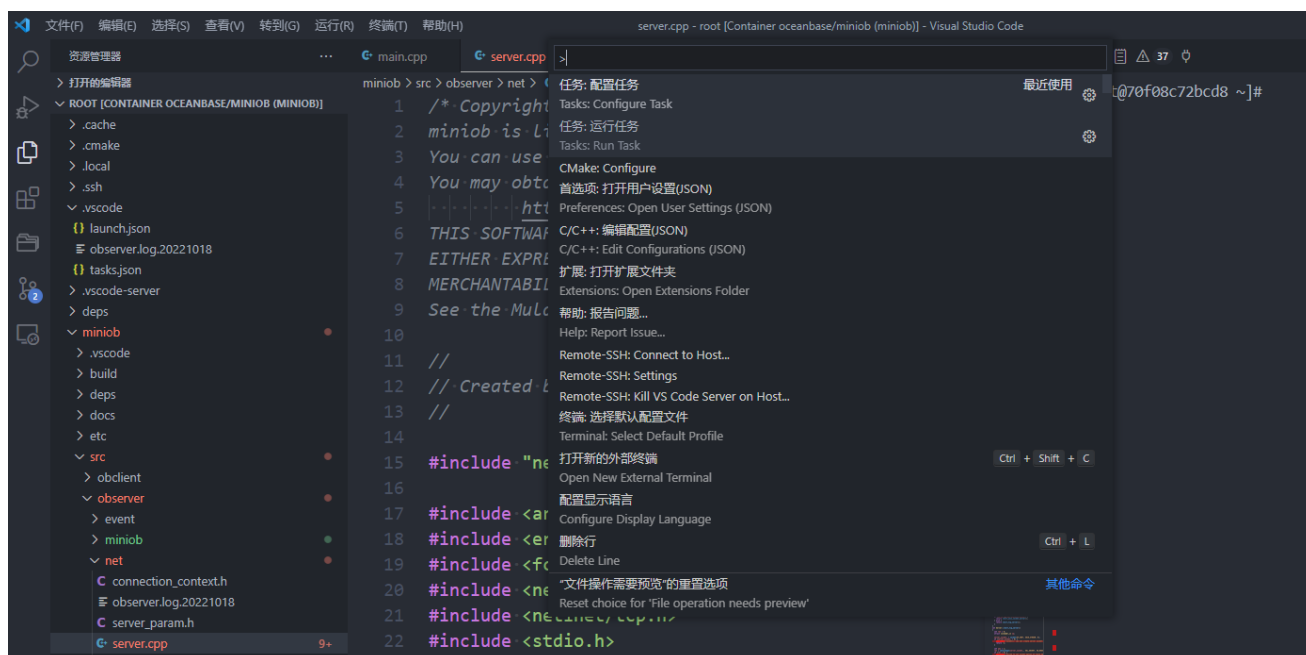 文件(F) 编辑(E) 选择(S) 查看(V) 转到(G) 运行(R) 终端(T) 帮助(H) server.cpp - root [Container oceanbase/miniob (miniob)] - Visual Studio Code
资源管理器 ···
打开的编辑器
ROOT [CONTAINER OCEANBASE/MINIOB (MINIOB)]
.cache
.cmake
.local
.ssh
.vscode
launch.json
observer.log.20221018
tasks.json
.vscode-server
deps
miniob
.vscode
build
deps
docs
etc
src
obclient
observer
event
miniob
net
connection_context.h
observer.log.20221018
server_param.h
server.cpp 9+
2
main.cpp server.cpp
miniob > src > observer > net >
1 /* Copyright
2 miniob is
3 You can use
4 You may
5
6 THIS
7 EITHER
8
9 See the
10
11 //
12 // Created
13 //
14
15 #include
16
17 #include
18 #include
19 #include
20 #include
21 #include <netinet/tcp.h>
22 #include <stdio.h>
>
任务: 配置任务 最近使用
Tasks: Configure Task
任务: 运行任务
Tasks: Run Task
CMake: Configure
首选项: 打开用户设置(JSON)
Preferences: Open User Settings (JSON)
C/C++: 编辑配置(JSON)
C/C++: Edit Configurations (JSON)
扩展: 打开扩展文件夹
Extensions: Open Extensions Folder
帮助: 报告问题...
Help: Report Issue...
Remote-SSH: Connect to Host...
Remote-SSH: Settings
Remote-SSH: Kill VS Code Server on Host...
终端: 选择默认配置文件
Terminal: Select Default Profile
打开新的外部终端 Ctrl + Shift + C
Open New External Terminal
配置显示语言
Configure Display Language
删除行 Ctrl + L
Delete Line
"文件操作需要预览"的重置选项 其他命令
Reset choice for 'File operation needs preview'
37
t@70f08c72bcd8 ~]#